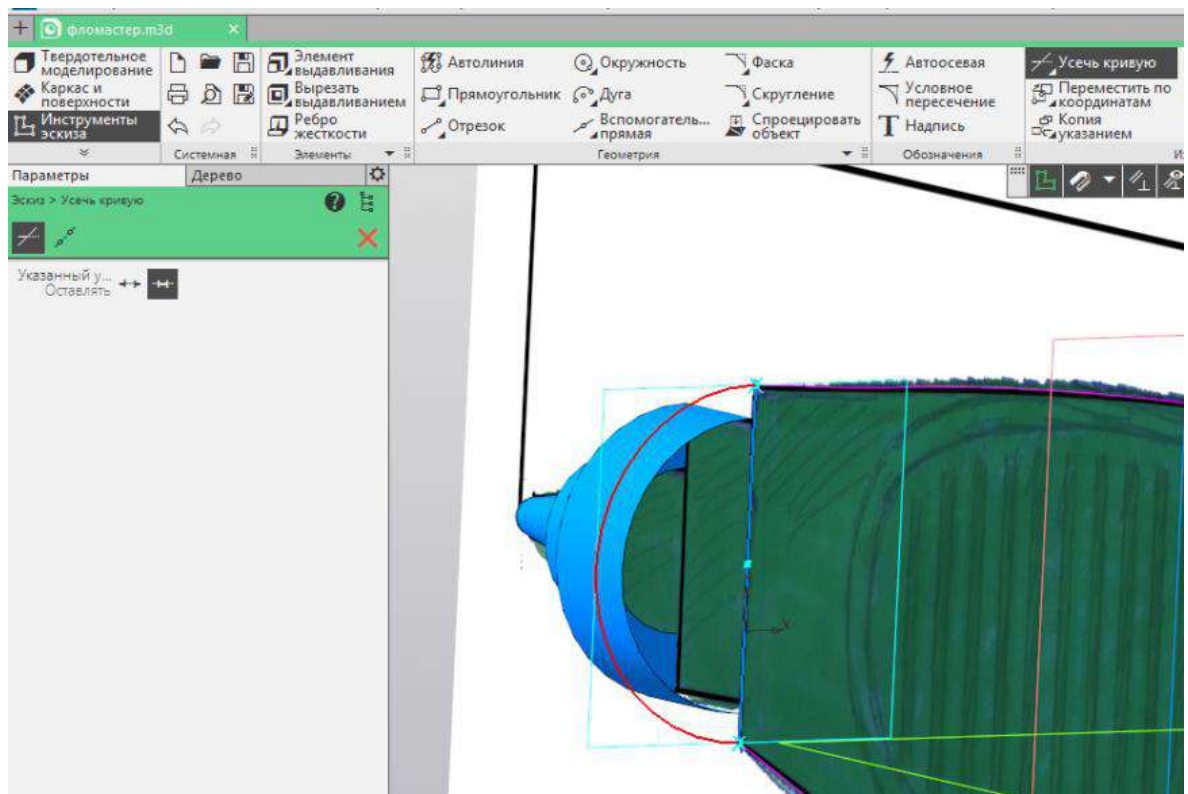 фломастер.m3d
Твердотельное
моделирование
Каркас и
поверхности
Инструменты
эскиза
Системная
Элемент
выдавливания
Вырезать
выдавливанием
Ребро
жесткости
Элементы
Автолиния
Окружность
Фаска
Прямоугольник
Дуга
Скругление
Отрезок
Вспомогатель...
прямая
Спроецировать
объект
Геометрия
Автоосевая
Условное
пересечение
Надпись
Обозначения
Усечь кривую
Переместить по
координатам
Копия
указанием
Из
Параметры
Дерево
Эскиз > Усечь кривую
Указанный у...
Оставлять
X